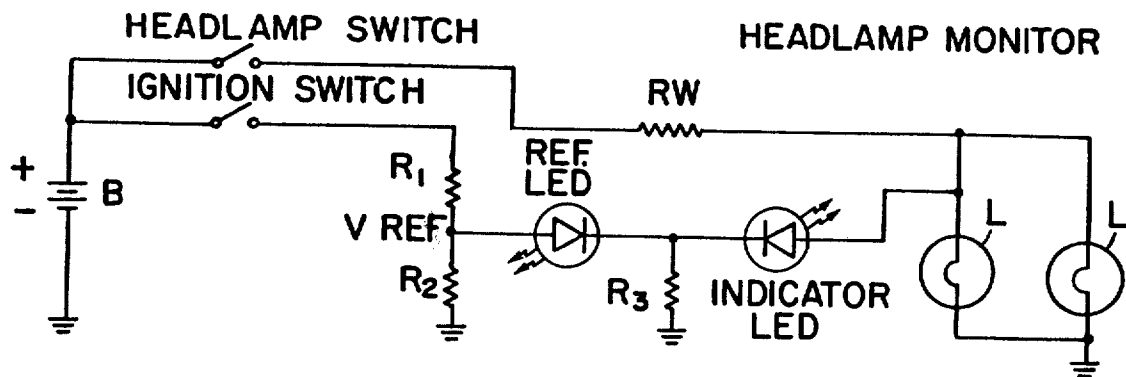 HEADLAMP SWITCH
HEADLAMP MONITOR
IGNITION SWITCH
RW
+
-
B
R1
REF.
LED
V REF
R2
R3
INDICATOR
LED
L
L